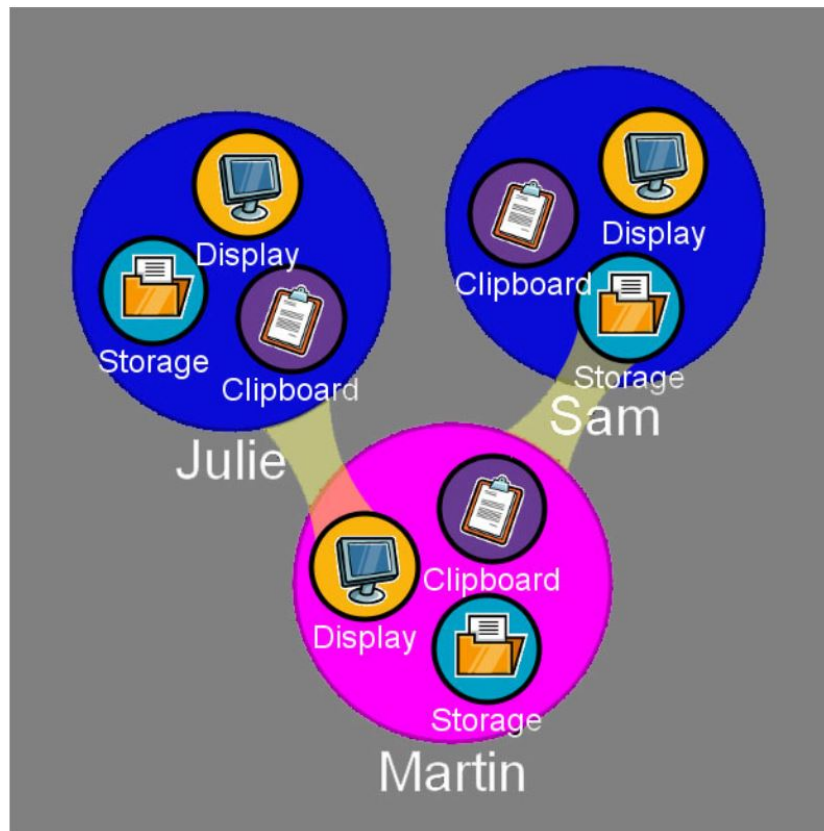 Display
Storage
Clipboard
Julie
Display
Clipboard
Storage
Sam
Clipboard
Display
Storage
Martin